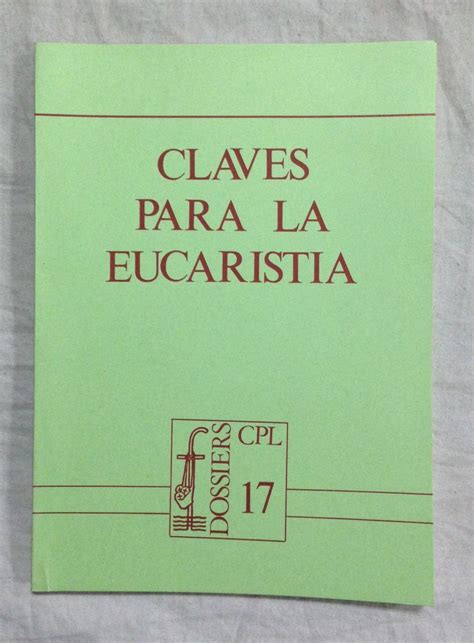 CLAVES
PARA LA
EUCARISTIA
DOSSIERS
CPL
17